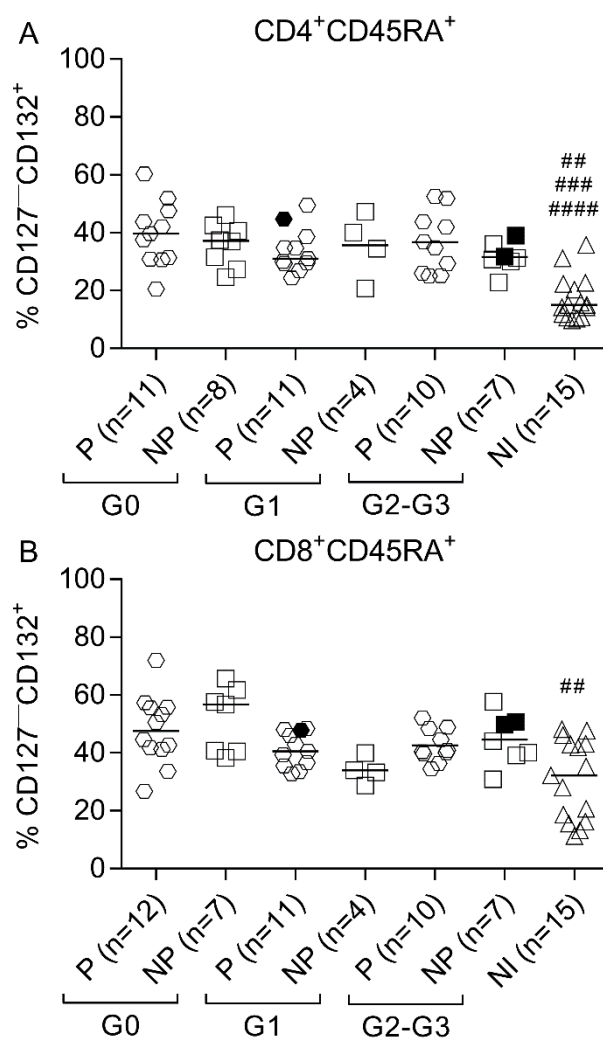 A
CD4⁺CD45RA⁺
% CD127⁻CD132⁺
100
80
60
40
20
0
##
###
####
P (n=11)
NP (n=8)
P (n=11)
NP (n=4)
P (n=10)
NP (n=7)
NI (n=15)
G0
G1
G2-G3
B
CD8⁺CD45RA⁺
% CD127⁻CD132⁺
100
80
60
40
20
0
##
P (n=12)
NP (n=7)
P (n=11)
NP (n=4)
P (n=10)
NP (n=7)
NI (n=15)
G0
G1
G2-G3